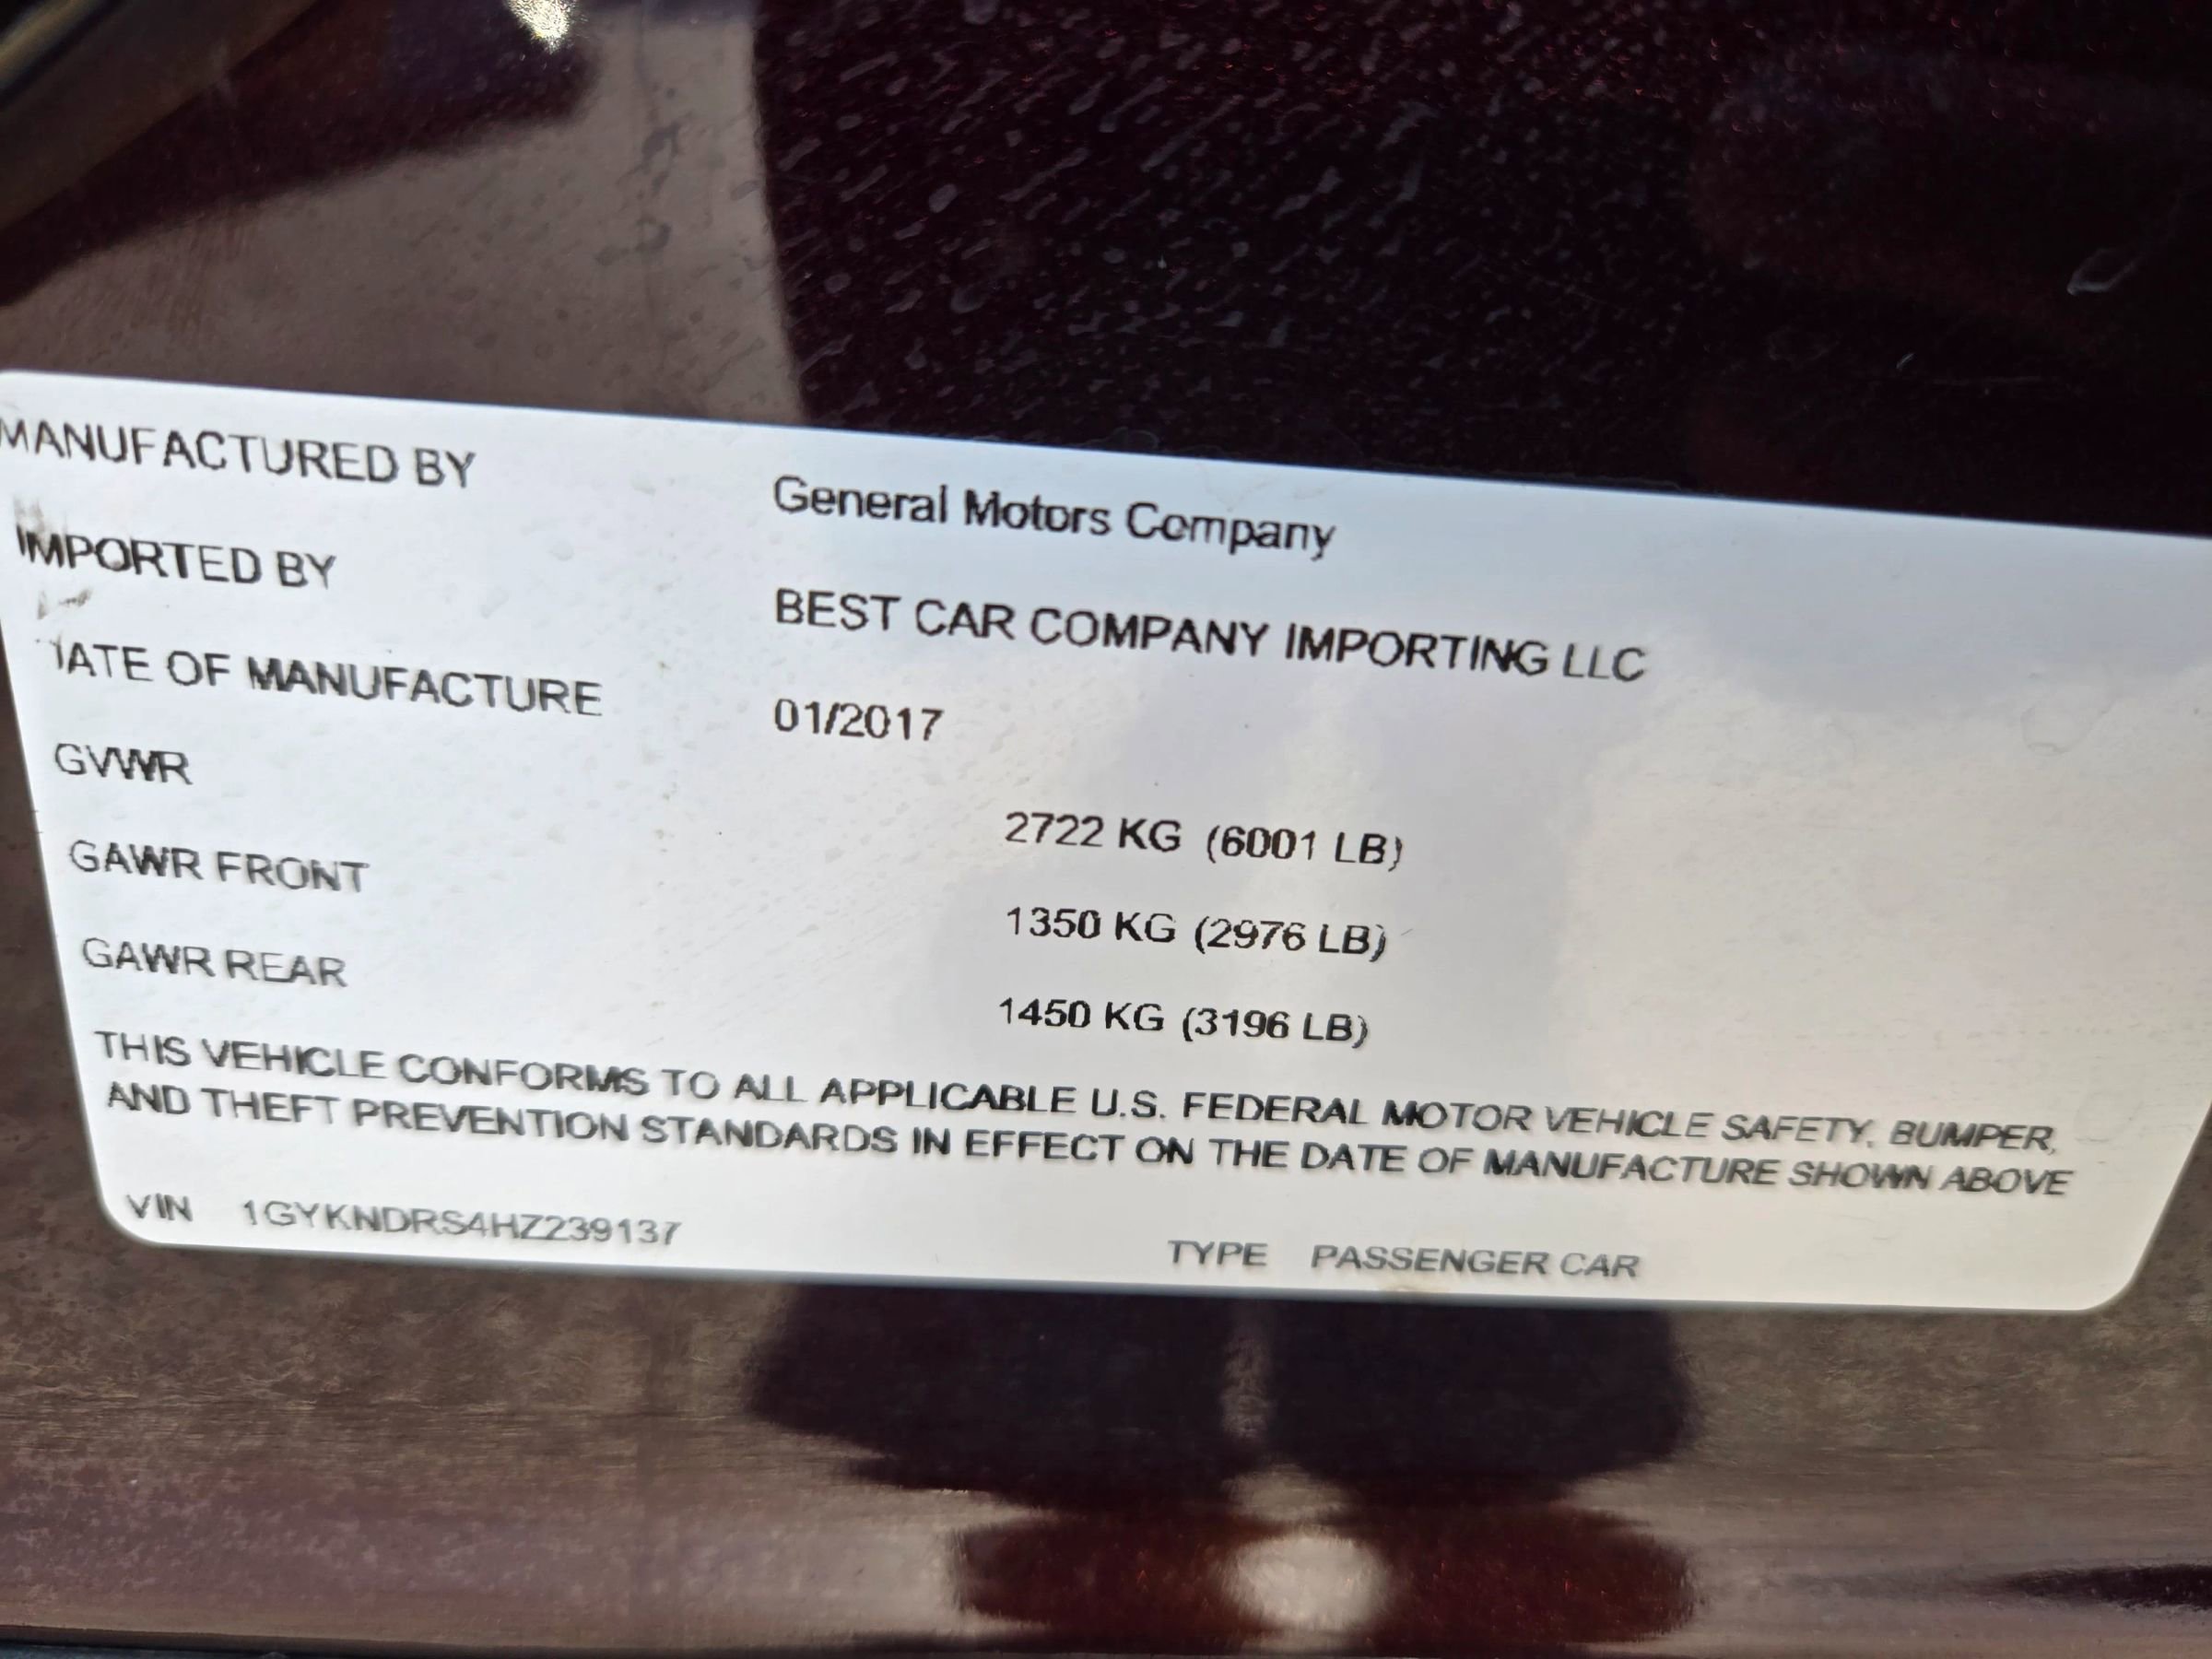 MANUFACTURED BY General Motors Company
IMPORTED BY BEST CAR COMPANY IMPORTING LLC
DATE OF MANUFACTURE 01/2017
GVWR 2722 KG (6001 LB)
GAWR FRONT 1350 KG (2976 LB)
GAWR REAR 1450 KG (3196 LB)
THIS VEHICLE CONFORMS TO ALL APPLICABLE U.S. FEDERAL MOTOR VEHICLE SAFETY, BUMPER,
AND THEFT PREVENTION STANDARDS IN EFFECT ON THE DATE OF MANUFACTURE SHOWN ABOVE
VIN 1GYKNDRS4HZ239137 TYPE PASSENGER CAR